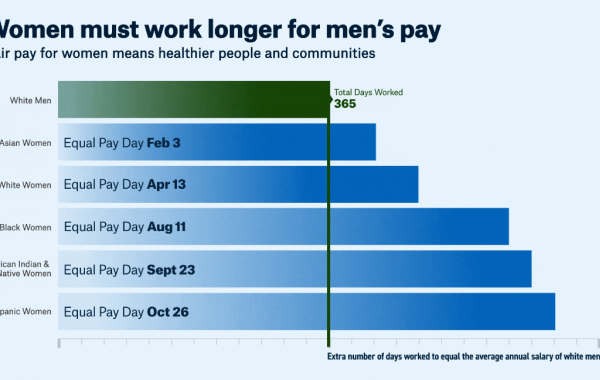 Women must work longer for men's pay
air pay for women means healthier people and communities
White Men
Total Days Worked
365
Asian Women
Equal Pay Day Feb 3
White Women
Equal Pay Day Apr 13
Black Women
Equal Pay Day Aug 11
ican Indian &
Native Women
Equal Pay Day Sept 23
panic Women
Equal Pay Day Oct 26
Extra number of days worked to equal the average annual salary of white men